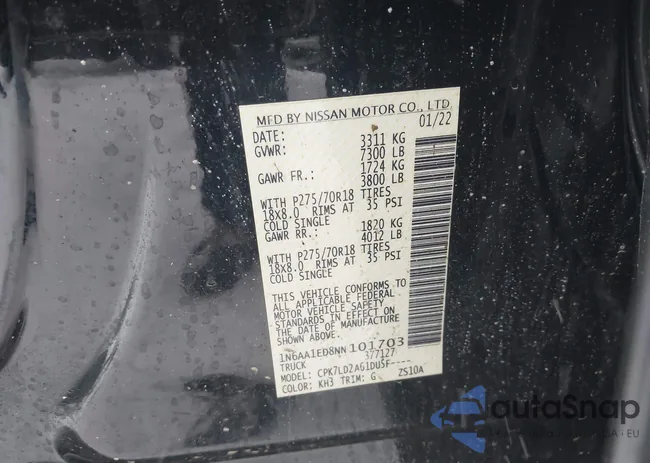 MFD BY NISSAN MOTOR CO., LTD.
DATE: 01/22
GVWR: 3311 KG
7300 LB
GAWR FR.: 1724 KG
3800 LB
WITH P275/70R18 TIRES
18X8.0 RIMS AT 35 PSI
COLD SINGLE
GAWR RR.: 1820 KG
4012 LB
WITH P275/70R18 TIRES
18X8.0 RIMS AT 35 PSI
COLD SINGLE
THIS VEHICLE CONFORMS TO
ALL APPLICABLE FEDERAL
MOTOR VEHICLE SAFETY
STANDARDS IN EFFECT ON
THE DATE OF MANUFACTURE
SHOWN ABOVE.
1N6AA1ED8NN101703
TRUCK 377127
MODEL: CPK7LDZAG1DU5F----
COLOR: KH3 TRIM: G ZS10A
autoSnap
EU